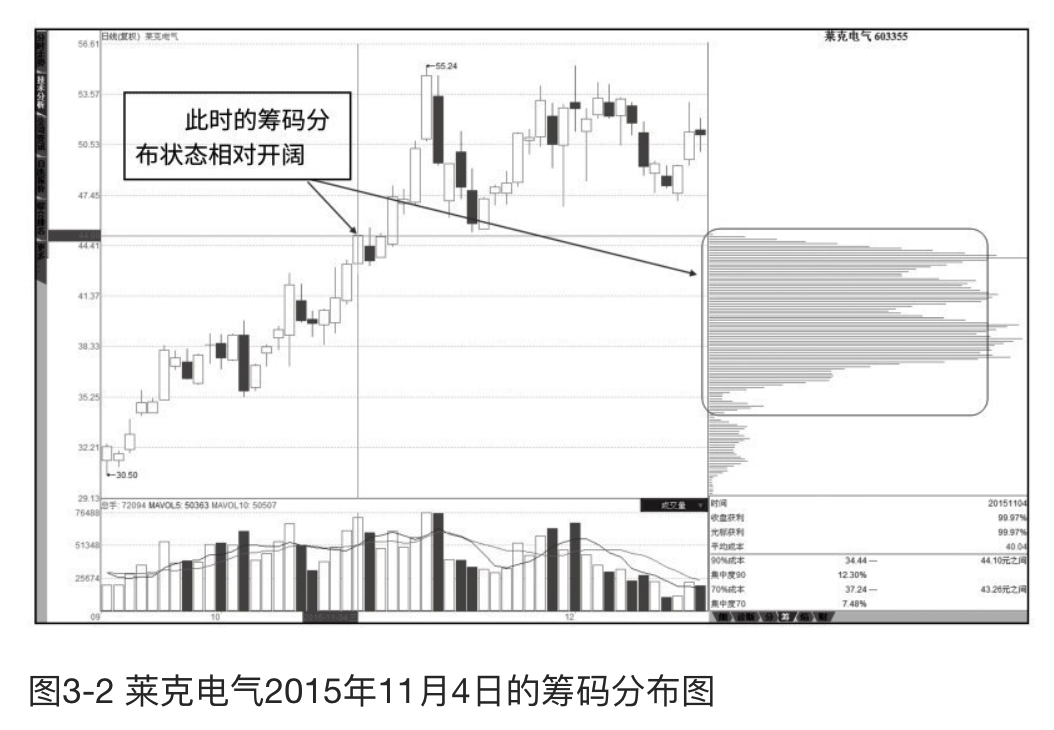 日线(复权) 莱克电气
莱克电气 603355
56.61
55.24
53.57
此时的筹码分
布状态相对开阔
50.53
47.45
44.41
41.37
38.33
35.25
32.21
30.50
29.13
总手: 72094 MAVOL5: 50363 MAVOL10: 50507
成交量
76488
51348
25674
09
10
12
时间 20151104
收盘获利 99.97%
光标获利 99.97%
平均成本 40.04
90%成本 34.44 --- 44.10元之间
集中度90 12.30%
70%成本 37.24 --- 43.26元之间
集中度70 7.48%
图3-2 莱克电气2015年11月4日的筹码分布图